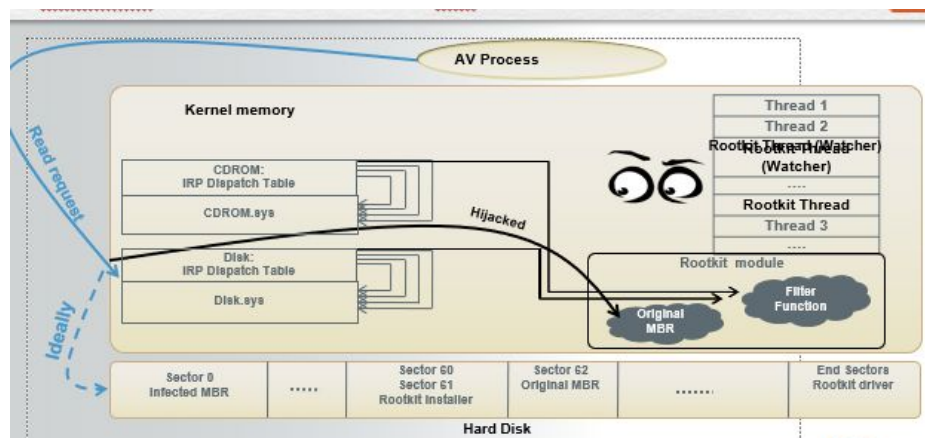 AV Process
Kernel memory
Thread 1
Thread 2
Rootkit Thread (Watcher)
Rootkit Thread
(Watcher)
----
Rootkit Thread
Thread 3
----
Read request
CDROM:
IRP Dispatch Table
CDROM.sys
Hijacked
Disk:
IRP Dispatch Table
Disk.sys
Rootkit module
Filter
Function
Original
MBR
Ideally
Sector 0
Infected MBR
.....
Sector 60
Sector 61
Rootkit Installer
Sector 62
Original MBR
.......
End Sectors
Rootkit driver
Hard Disk